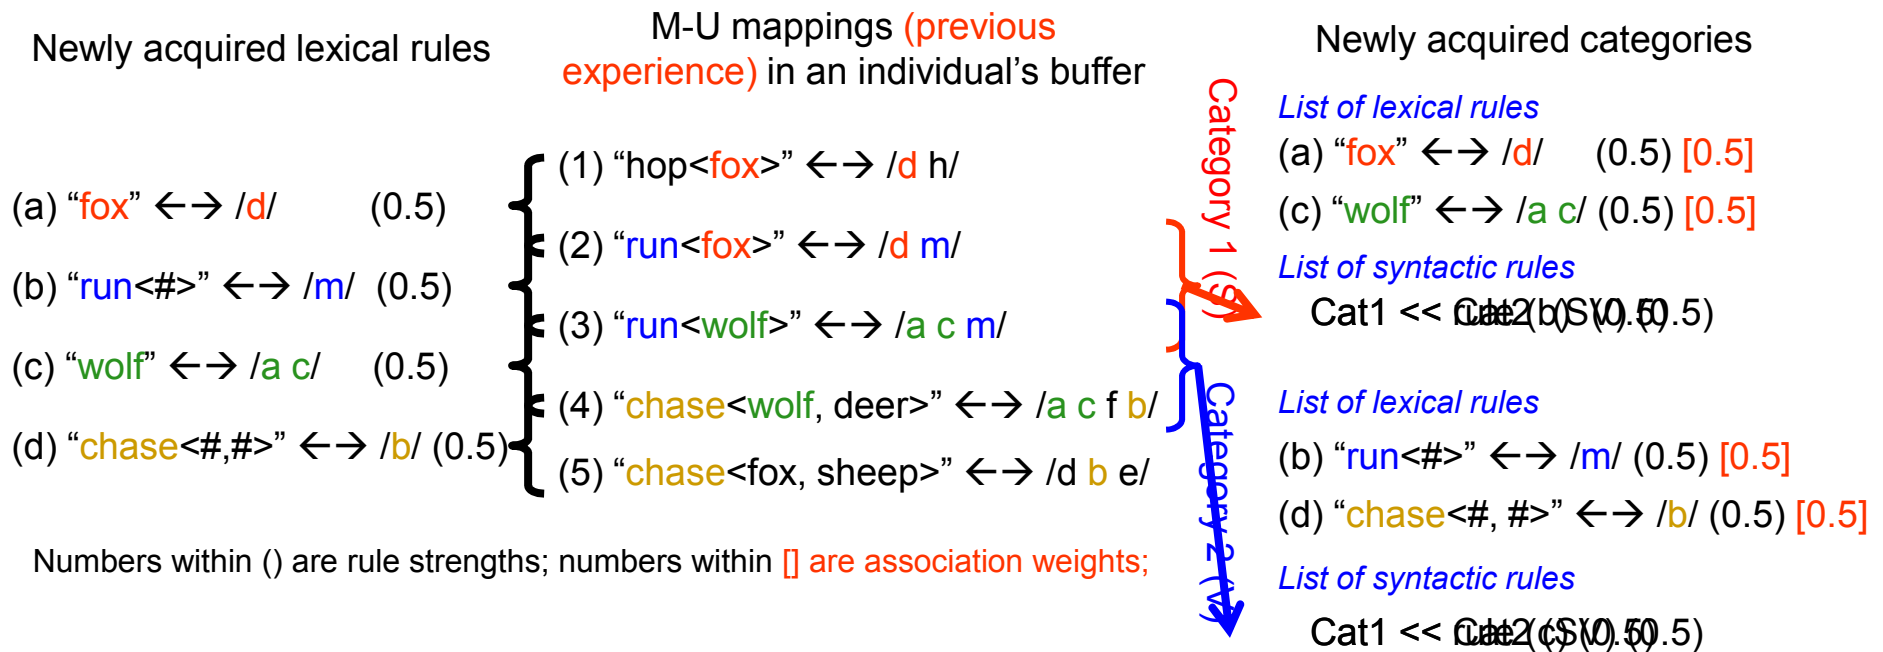 Newly acquired lexical rules
(a) “fox” ←→ /d/ (0.5)
(b) “run<#>” ←→ /m/ (0.5)
(c) “wolf” ←→ /a c/ (0.5)
(d) “chase<#,#>” ←→ /b/ (0.5)
M-U mappings (previous
experience) in an individual’s buffer
(1) “hop<fox>” ←→ /d h/
(2) “run<fox>” ←→ /d m/
(3) “run<wolf>” ←→ /a c m/
(4) “chase<wolf, deer>” ←→ /a c f b/
(5) “chase<fox, sheep>” ←→ /d b e/
Numbers within () are rule strengths; numbers within [] are association weights;
Category 1 (S)
Category 2 (V)
Newly acquired categories
List of lexical rules
(a) “fox” ←→ /d/ (0.5) [0.5]
(c) “wolf” ←→ /a c/ (0.5) [0.5]
List of syntactic rules
Cat1 <<
List of lexical rules
(b) “run<#>” ←→ /m/ (0.5) [0.5]
(d) “chase<#, #>” ←→ /b/ (0.5) [0.5]
List of syntactic rules
Cat1 <<